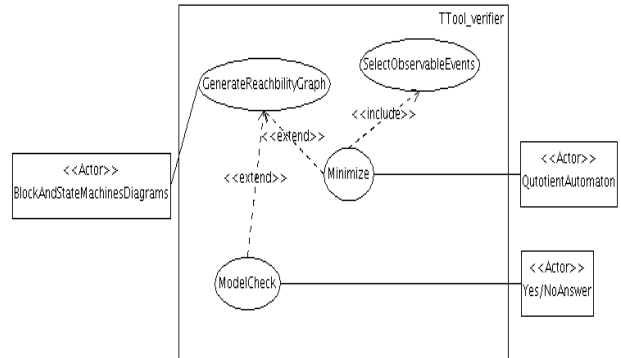 TTool_verifier
SelectObservableEvents
GenerateReachbilityGraph
<<include>>
<<extend>>
<<Actor>>
BlockAndStateMachinesDiagrams
<<extend>>
Minimize
<<Actor>>
QutotientAutomaton
ModelCheck
<<Actor>>
Yes/NoAnswer